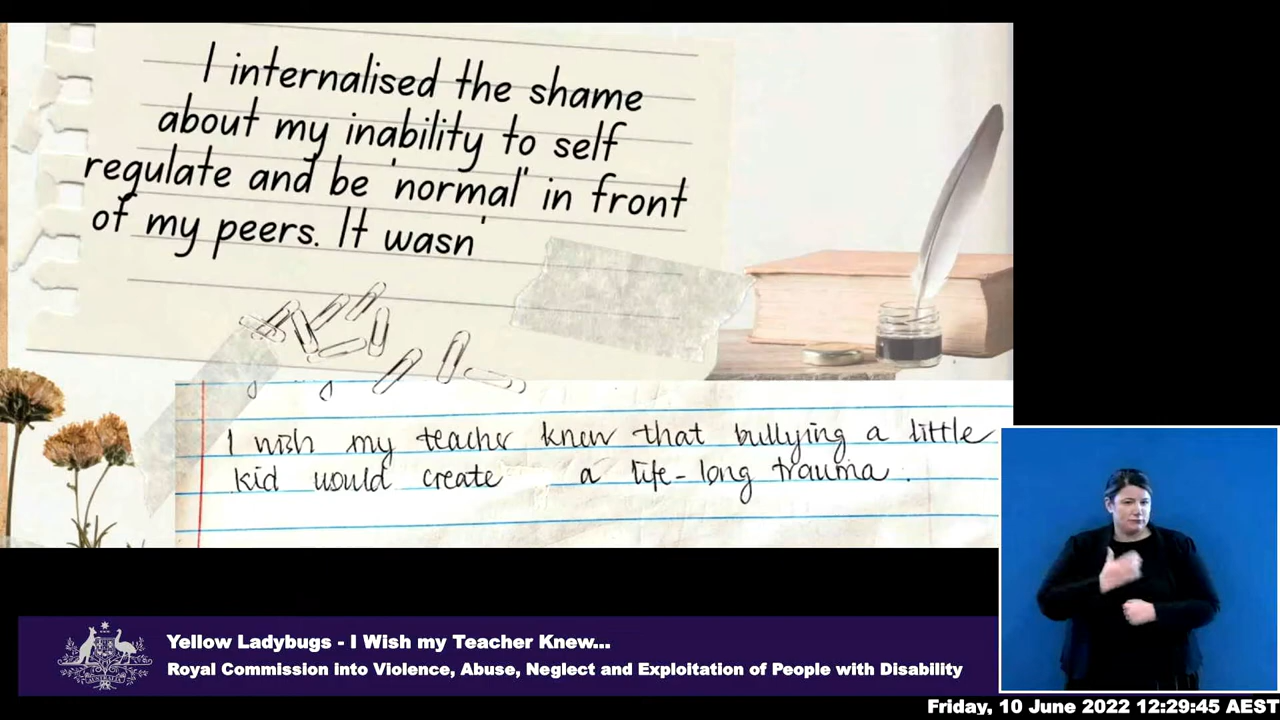 I internalised the shame
about my inability to self
regulate and be 'normal' in front
of my peers. It wasn'
I wish my teacher knew that bullying a little
kid would create a life-long trauma.
Yellow Ladybugs - I Wish my Teacher Knew...
Royal Commission into Violence, Abuse, Neglect and Exploitation of People with Disability
Friday, 10 June 2022 12:29:45 AEST